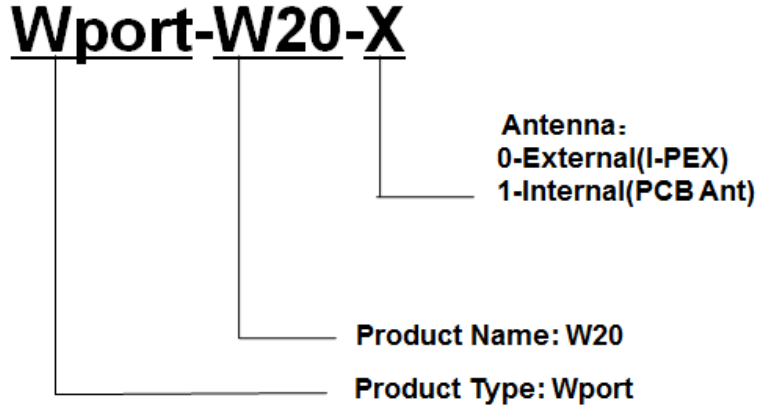 Wport-W20-X
Antenna：
0-External(I-PEX)
1-Internal(PCB Ant)
Product Name: W20
Product Type: Wport